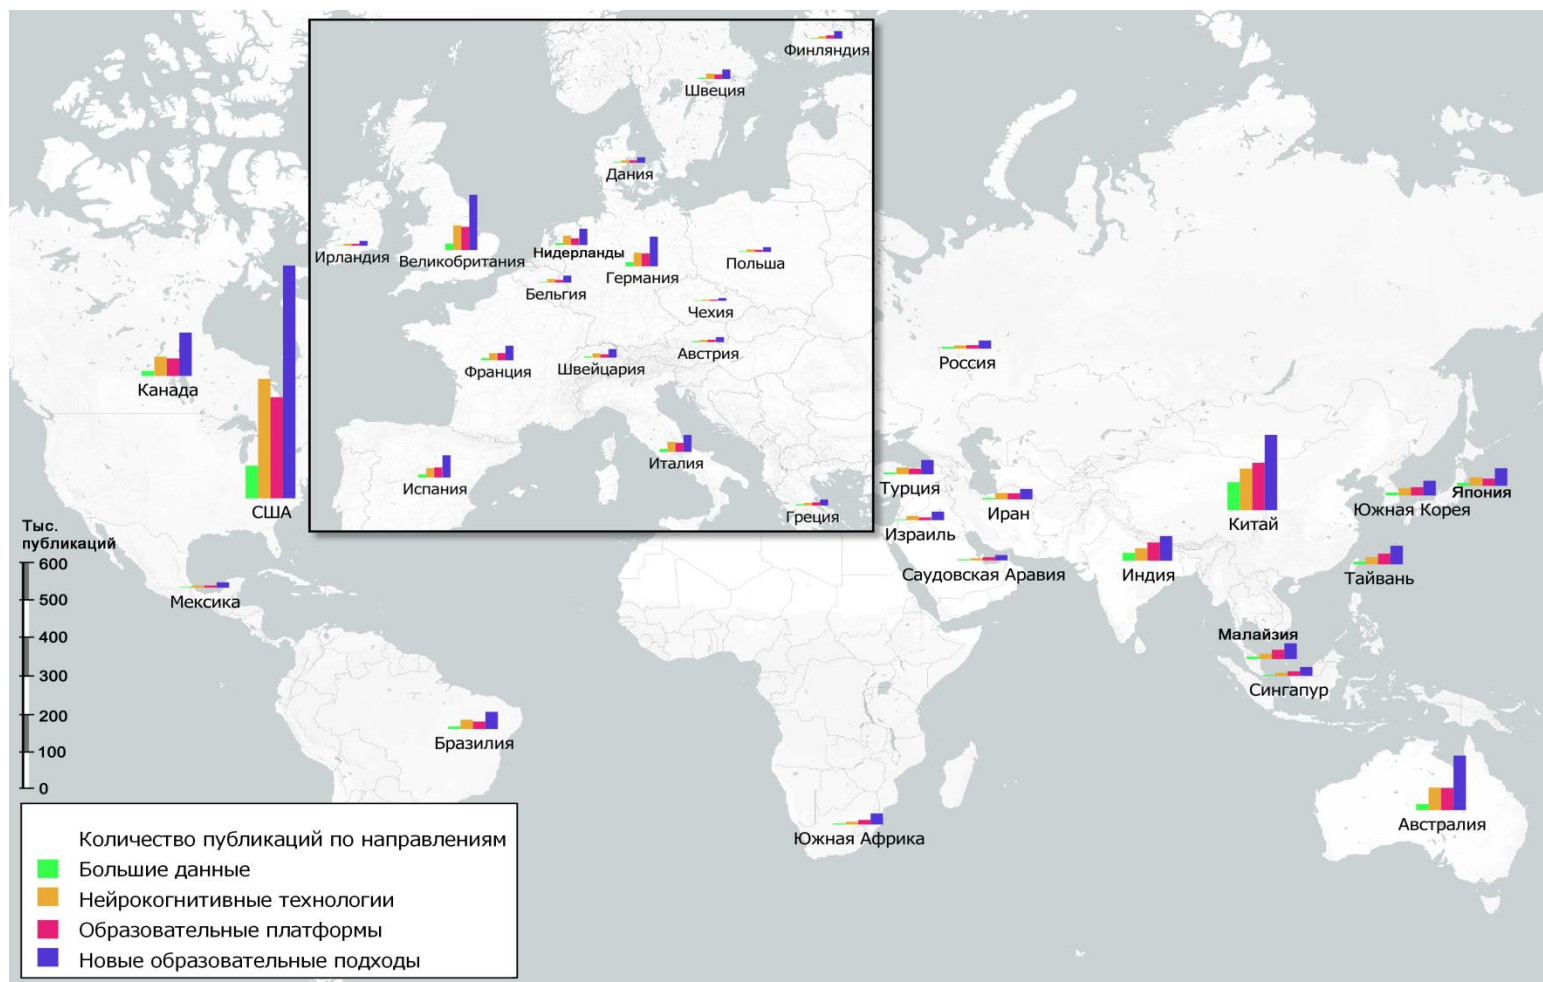 Финляндия
Швеция
Дания
Ирландия
Великобритания
Нидерланды
Германия
Польша
Бельгия
Чехия
Франция
Швейцария
Австрия
Испания
Италия
Греция
Канада
США
Россия
Турция
Иран
Израиль
Саудовская Аравия
Индия
Китай
Южная Корея
Япония
Тайвань
Малайзия
Сингапур
Мексика
Бразилия
Южная Африка
Австралия
Тыс.
публикаций
600
500
400
300
200
100
0
Количество публикаций по направлениям
Большие данные
Нейрокогнитивные технологии
Образовательные платформы
Новые образовательные подходы